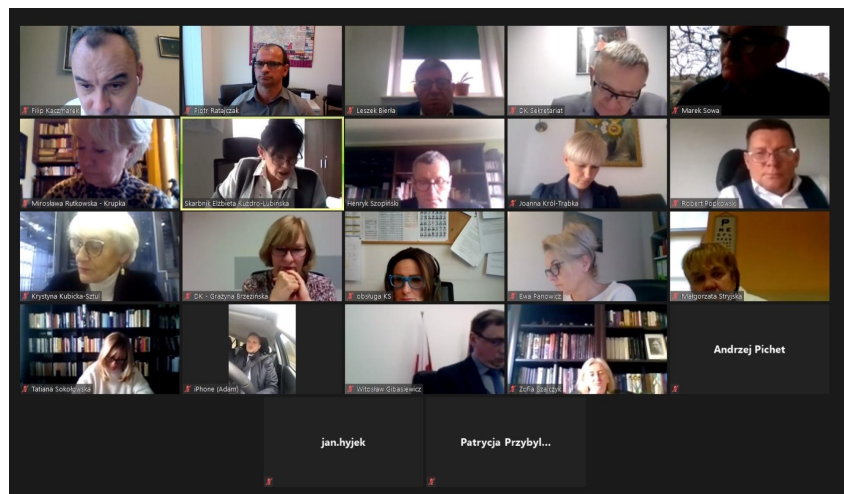 Filip Kaczmarek
Piotr Ratajczak
Leszek Bierła
DK Sekretariat
Marek Sowa
Mirosława Rutkowska - Krupka
Skarbnik Elżbieta Kuzdro-Lubińska
Henryk Szopiński
Joanna Król-Trąbka
Robert Popkowski
Krystyna Kubicka-Sztul
DK - Grażyna Brzezińska
obsługa KS
Ewa Panowicz
Małgorzata Stryjska
Tatiana Sokołowska
iPhone (Adam)
Witosław Gibasiewicz
Zofia Szalczyk
Andrzej Pichet
jan.hyjek
Patrycja Przybyl...